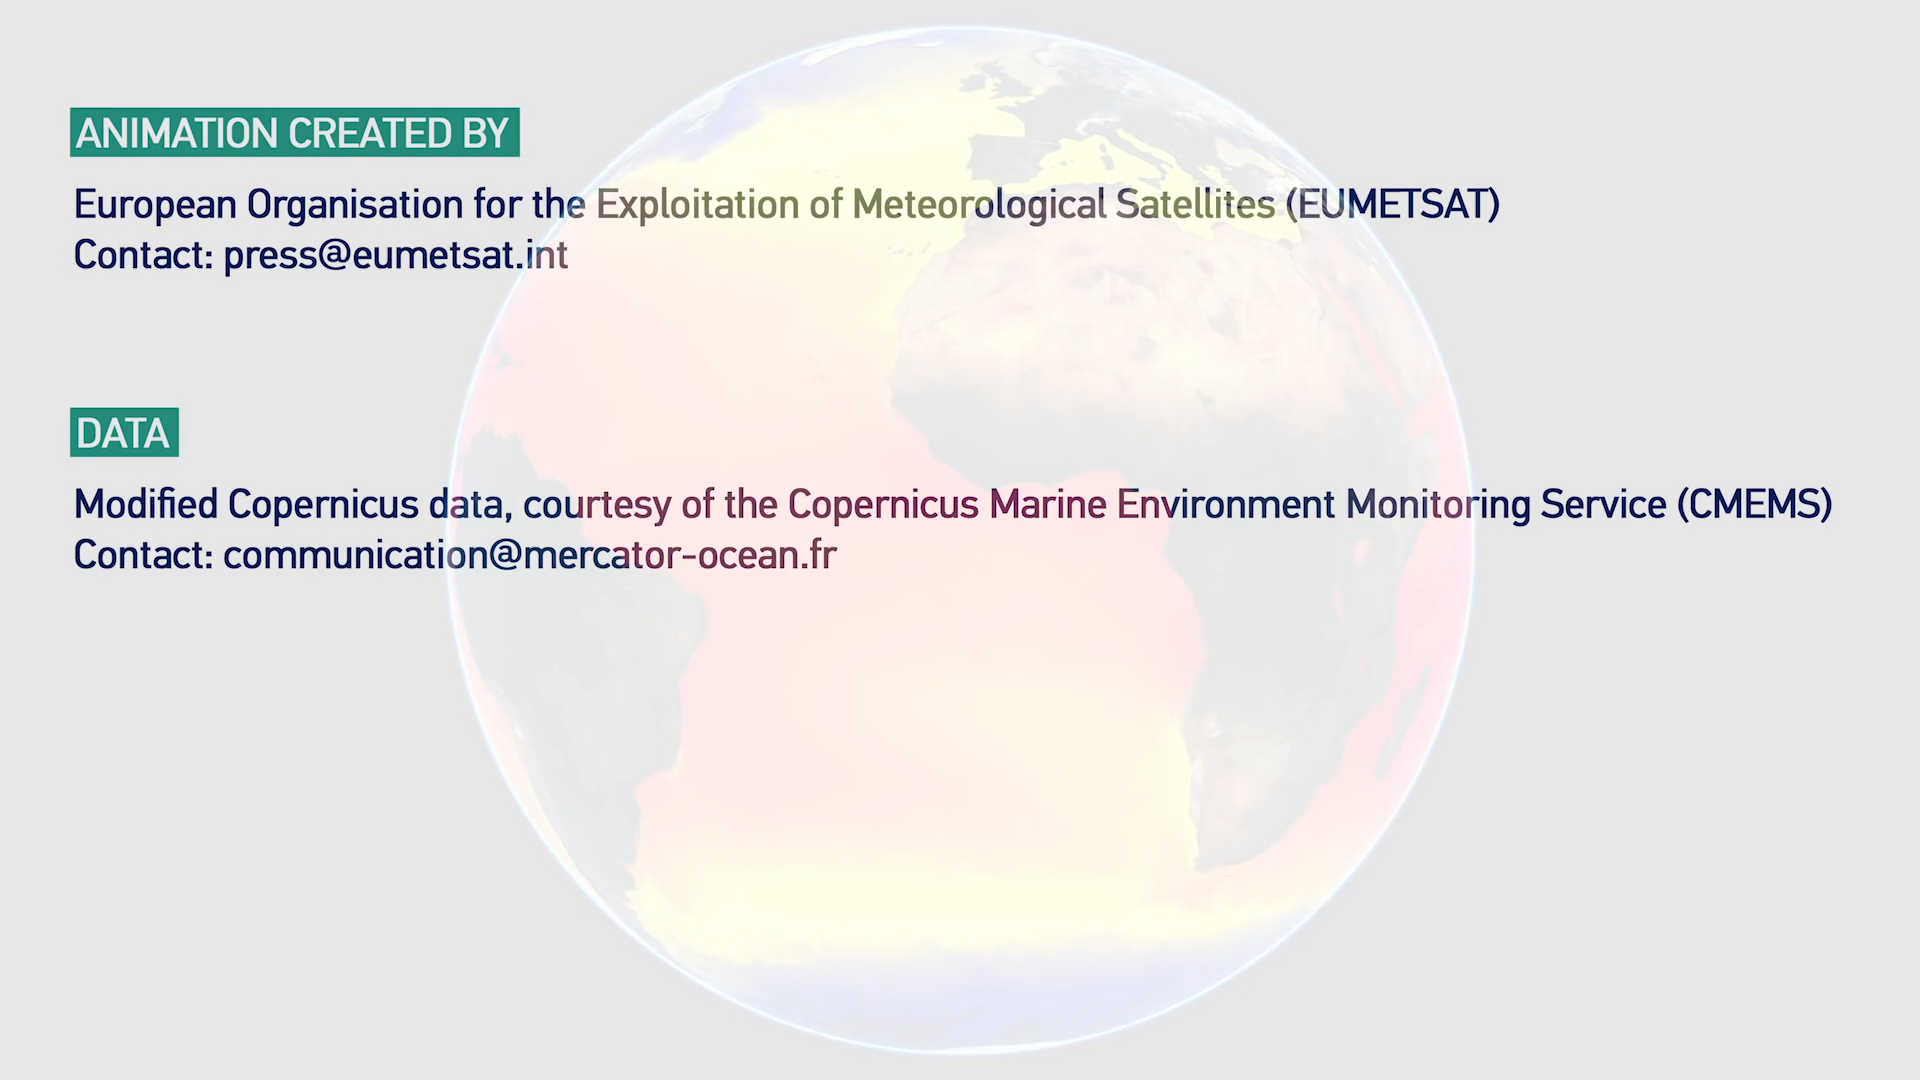 ANIMATION CREATED BY
European Organisation for the Exploitation of Meteorological Satellites (EUMETSAT)
Contact: press@eumetsat.int
DATA
Modified Copernicus data, courtesy of the Copernicus Marine Environment Monitoring Service (CMEMS)
Contact: communication@mercator-ocean.fr